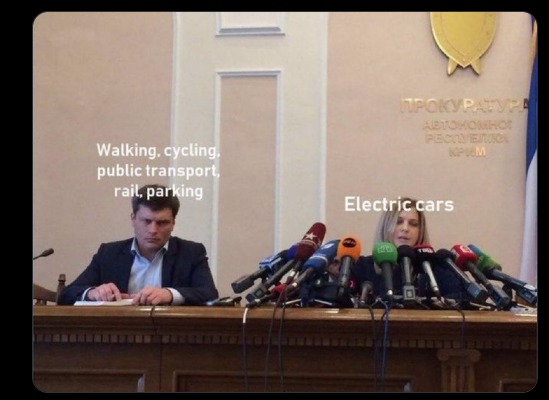 Walking, cycling,
public transport,
rail, parking
Electric cars
ПРОКУРАТУРА
АВТОНОМНОЇ
РЕСПУБЛІКИ
КРИМ